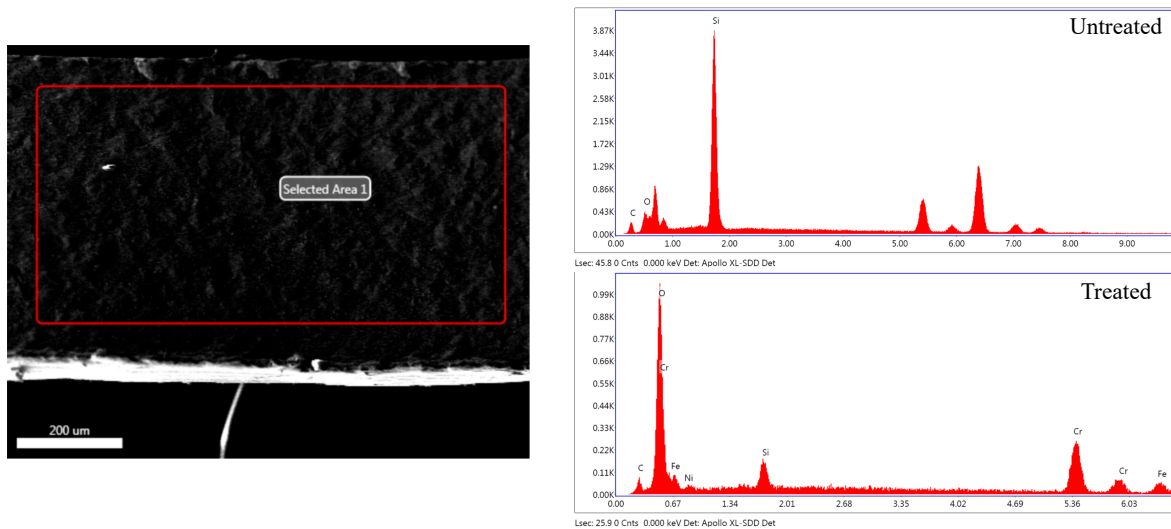 Selected Area 1
200 um
Untreated
Si
3.87K
3.44K
3.01K
2.58K
2.15K
1.72K
1.29K
0.86K
0.43K
0.00K
C
O
0.00
1.00
2.00
3.00
4.00
5.00
6.00
7.00
8.00
9.00
Lsec: 45.8 0 Cnts 0.000 keV Det: Apollo XL-SDD Det
Treated
O
0.99K
0.88K
0.77K
0.66K
0.55K
0.44K
0.33K
0.22K
0.11K
0.00K
Cr
C
Fe
Ni
Si
Cr
Cr
Fe
0.00
0.67
1.34
2.01
2.68
3.35
4.02
4.69
5.36
6.03
Lsec: 25.9 0 Cnts 0.000 keV Det: Apollo XL-SDD Det